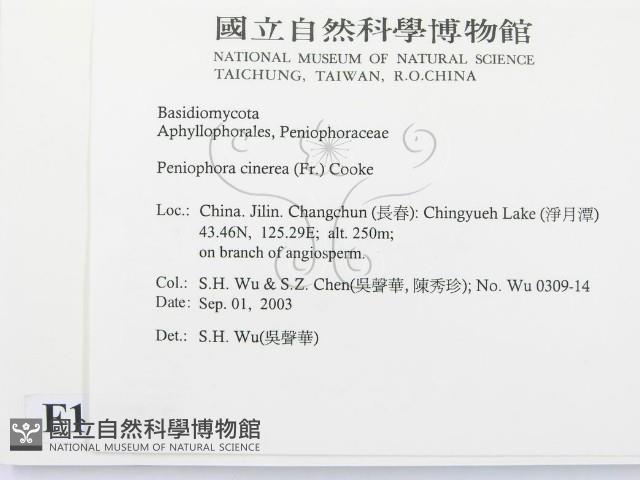 國立自然科學博物館
NATIONAL MUSEUM OF NATURAL SCIENCE
TAICHUNG, TAIWAN, R.O.CHINA
Basidiomycota
Aphyllophorales, Peniophoraceae
Peniophora cinerea (Fr.) Cooke
Loc.: China. Jilin. Changchun (長春): Chingyueh Lake (淨月潭)
43.46N, 125.29E; alt. 250m;
on branch of angiosperm.
Col.: S.H. Wu & S.Z. Chen(吳聲華, 陳秀珍); No. Wu 0309-14
Date: Sep. 01, 2003
Det.: S.H. Wu(吳聲華)
F1
國立自然科學博物館
NATIONAL MUSEUM OF NATURAL SCIENCE